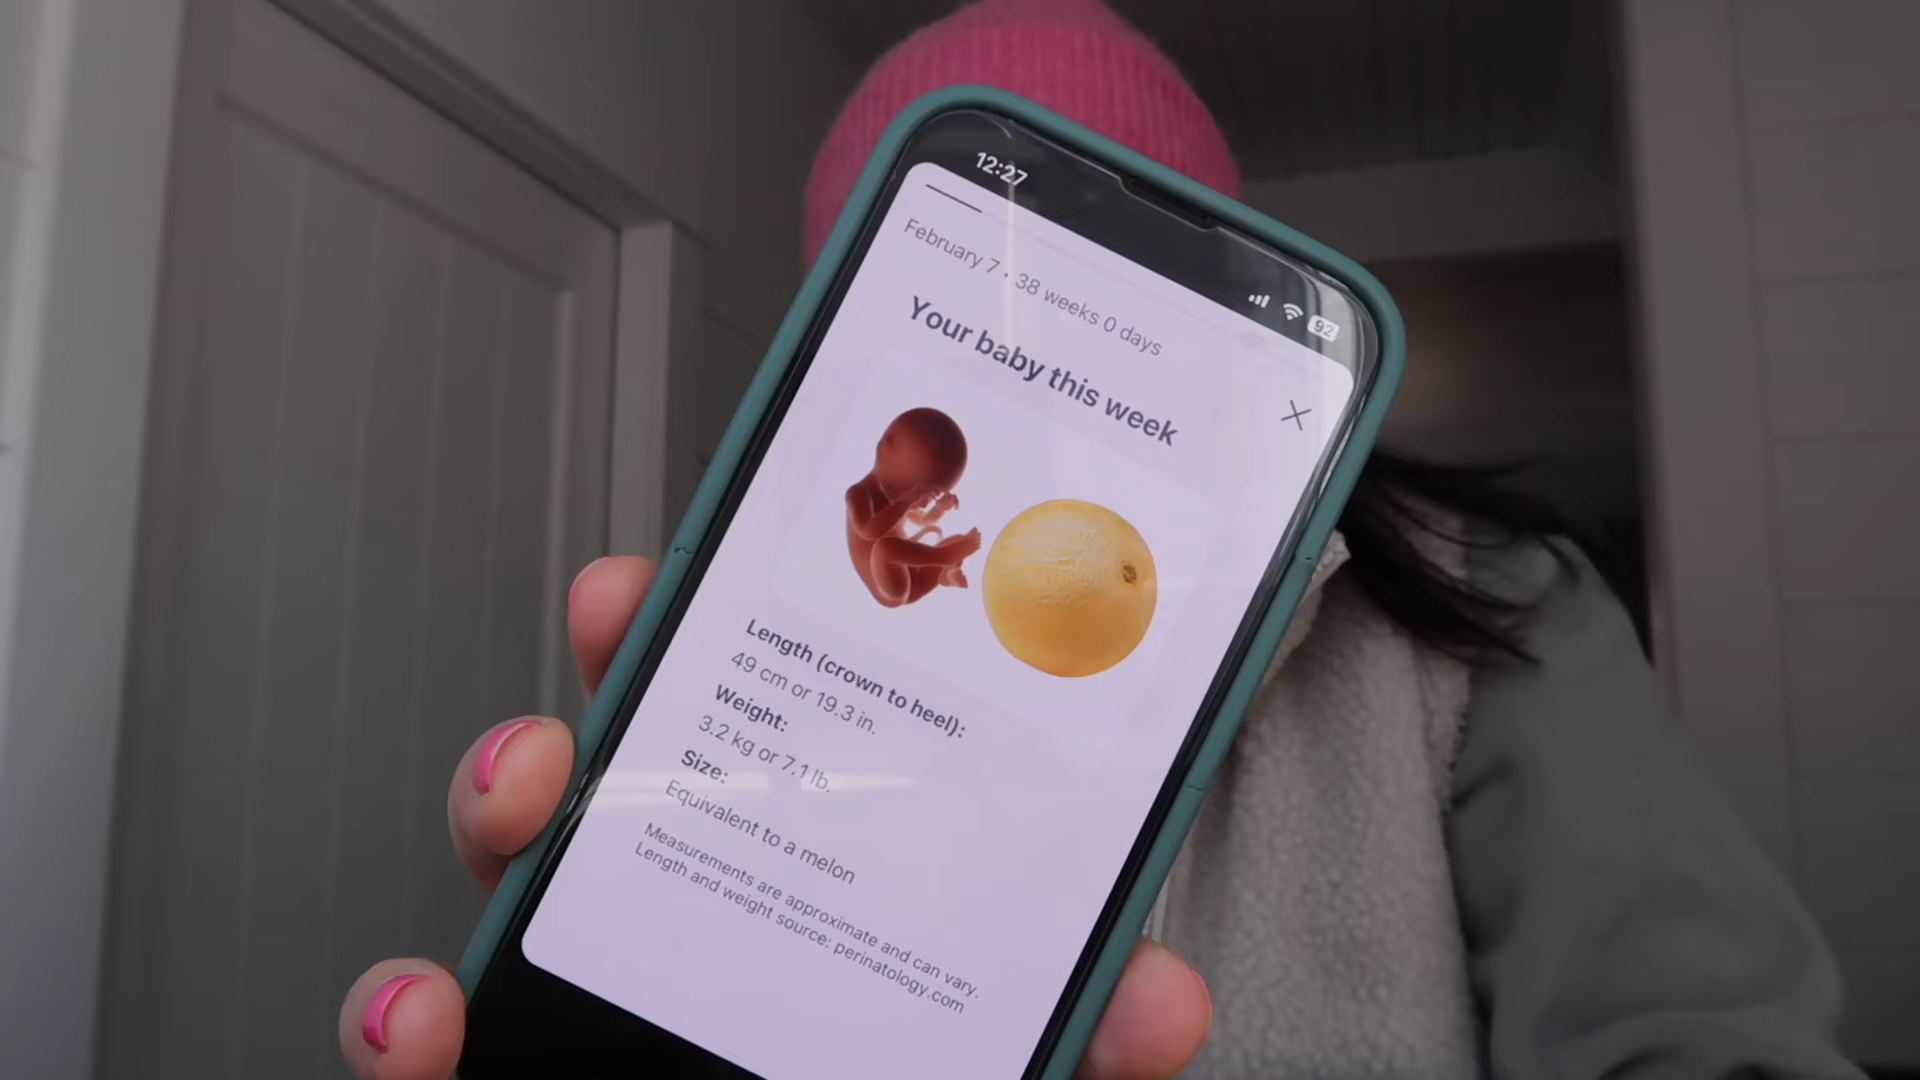 12:27
92
February 7 · 38 weeks 0 days
Your baby this week
Length (crown to heel):
49 cm or 19.3 in.
Weight:
3.2 kg or 7.1 lb.
Size:
Equivalent to a melon
Measurements are approximate and can vary.
Length and weight source: perinatology.com